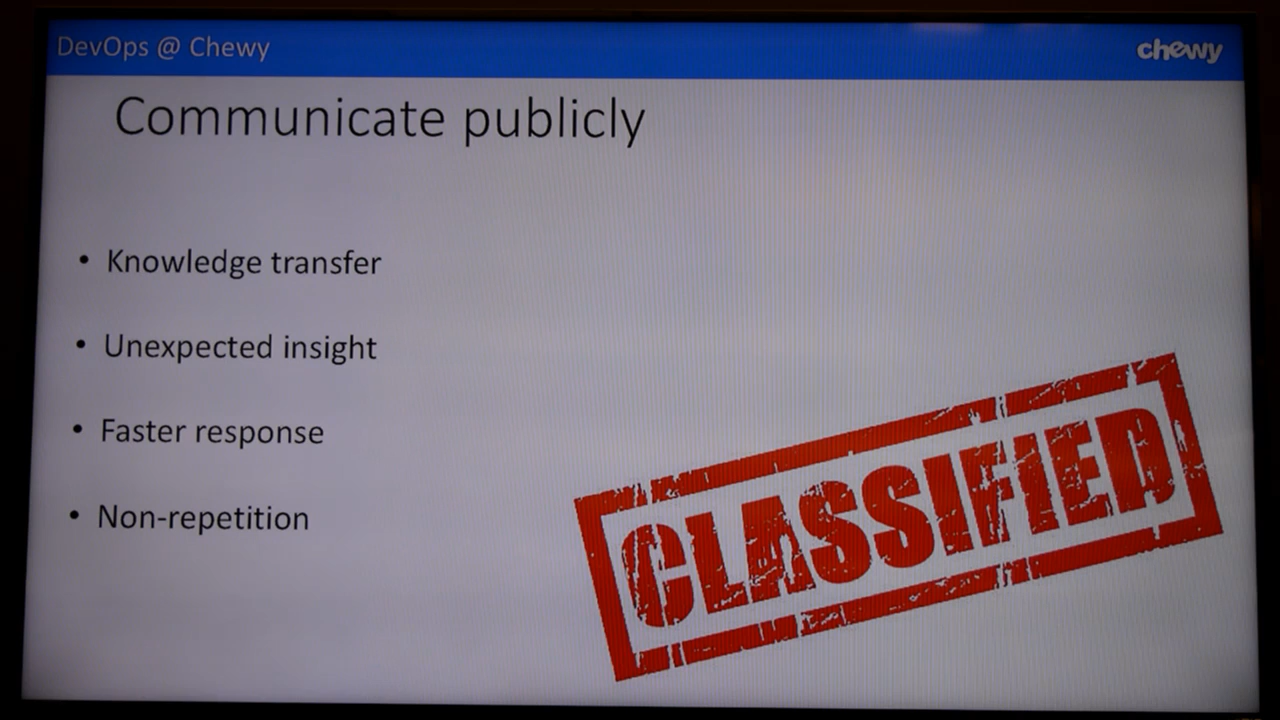 DevOps @ Chewy
chewy
Communicate publicly
• Knowledge transfer
• Unexpected insight
• Faster response
• Non-repetition
CLASSIFIED